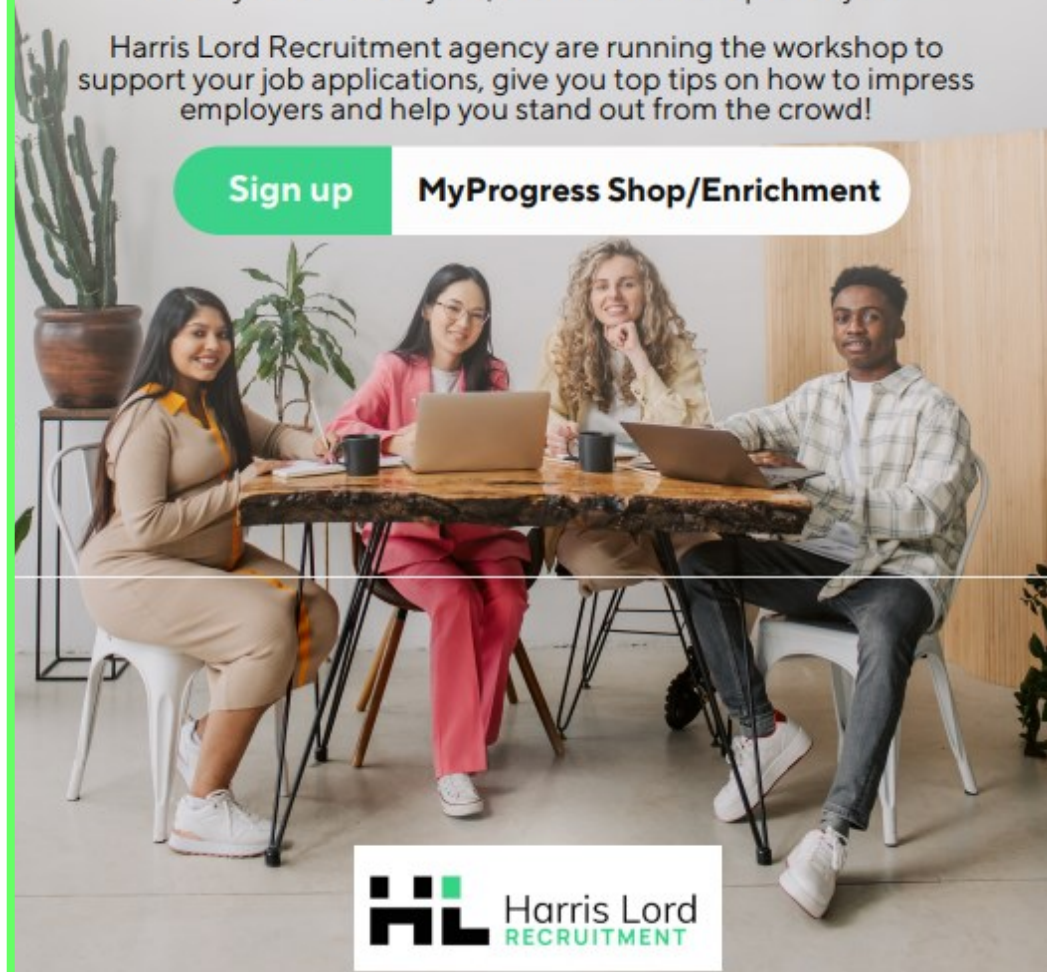 Harris Lord Recruitment agency are running the workshop to
support your job applications, give you top tips on how to impress
employers and help you stand out from the crowd!
Sign up MyProgress Shop/Enrichment
HL Harris Lord
RECRUITMENT